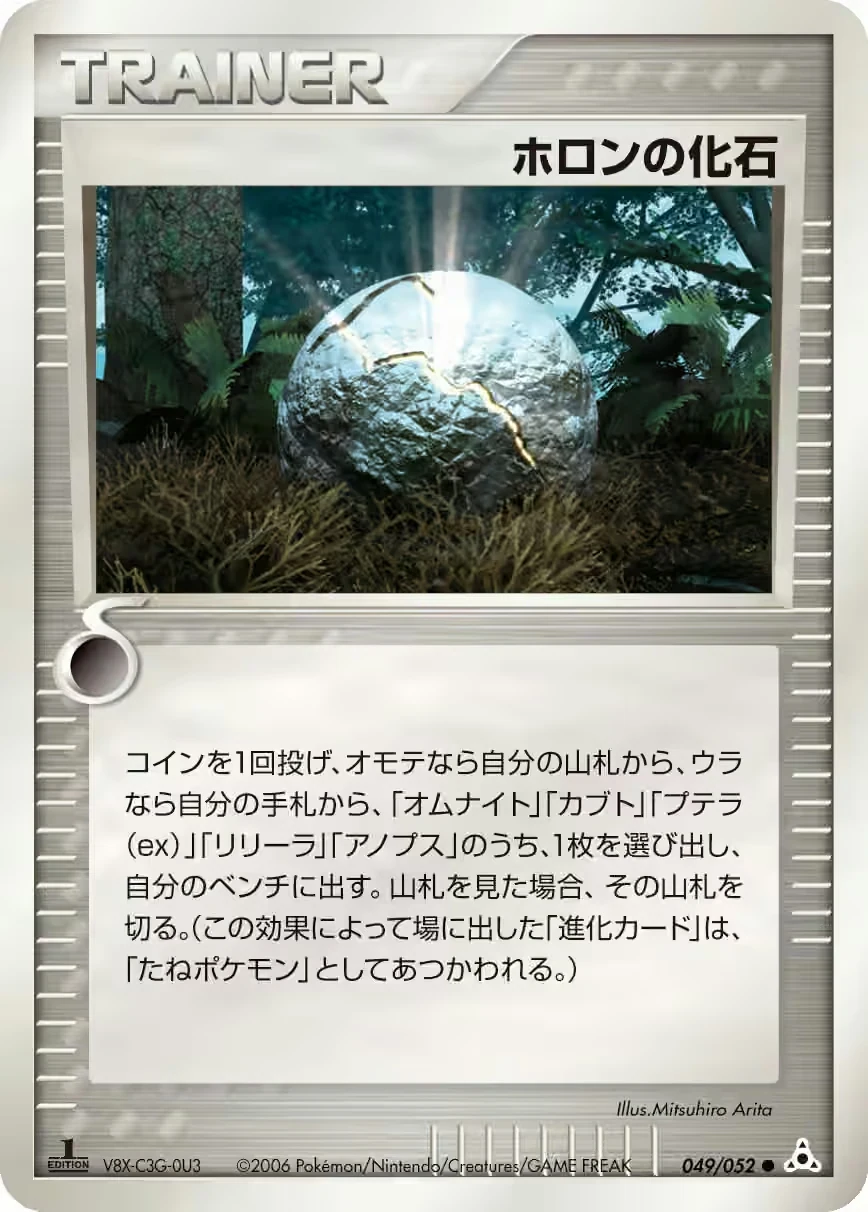 TRAINER
ホロンの化石
コインを1回投げ、オモテなら自分の山札から、ウラ
なら自分の手札から、「オムナイト」「カブト」「プテラ
（ex）」「リリーラ」「アノプス」のうち、1枚を選び出し、
自分のベンチに出す。山札を見た場合、その山札を
切る。（この効果によって場に出した「進化カード」は、
「たねポケモン」としてあつかわれる。）
Illus.Mitsuhiro Arita
1 EDITION V8X-C3G-0U3 ©2006 Pokémon/Nintendo/Creatures/GAME FREAK 049/052 ●